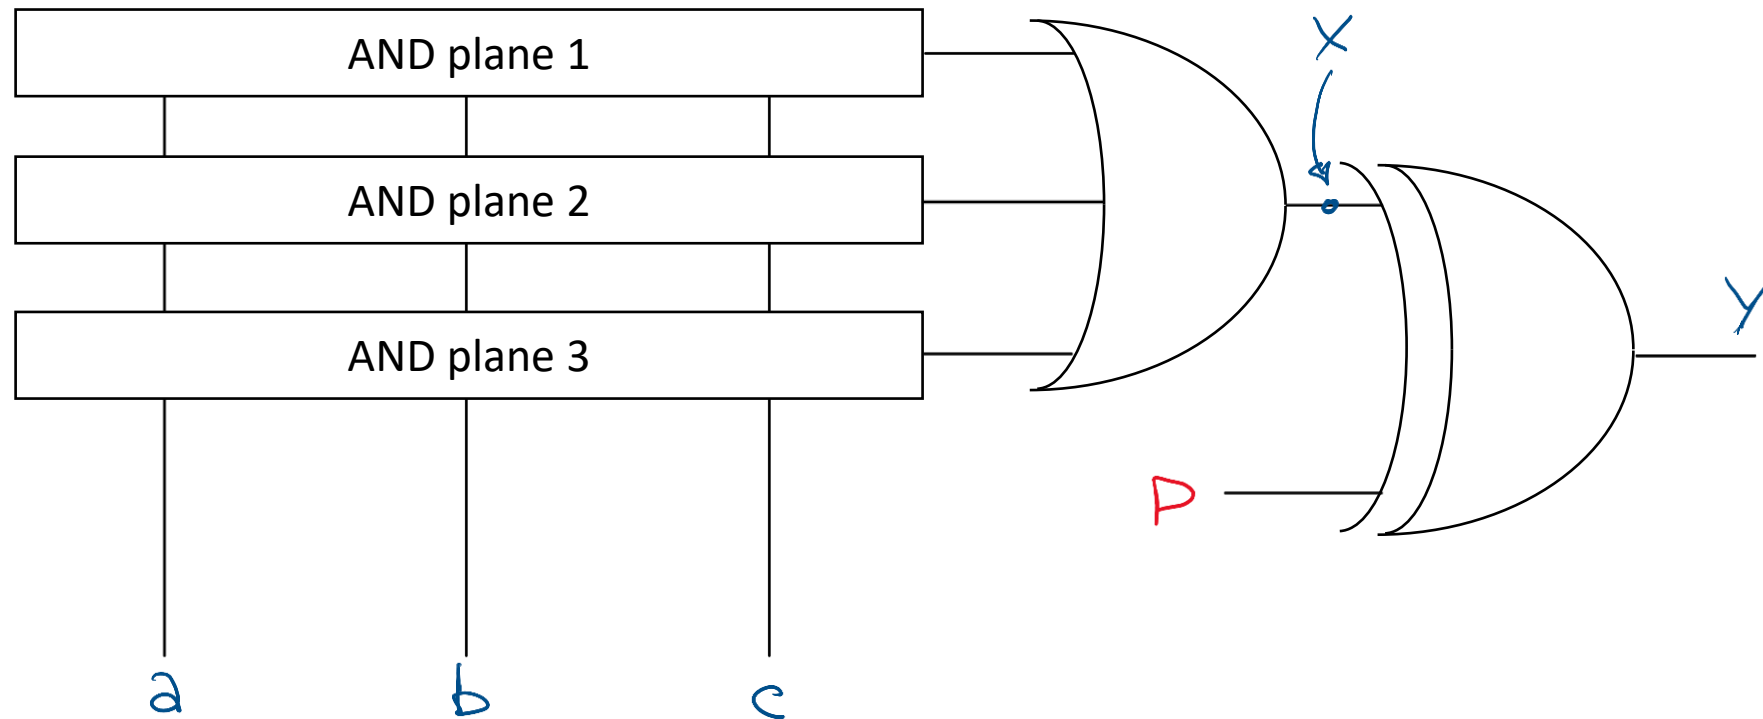 AND plane 1
X
AND plane 2
Y
AND plane 3
P
a b c